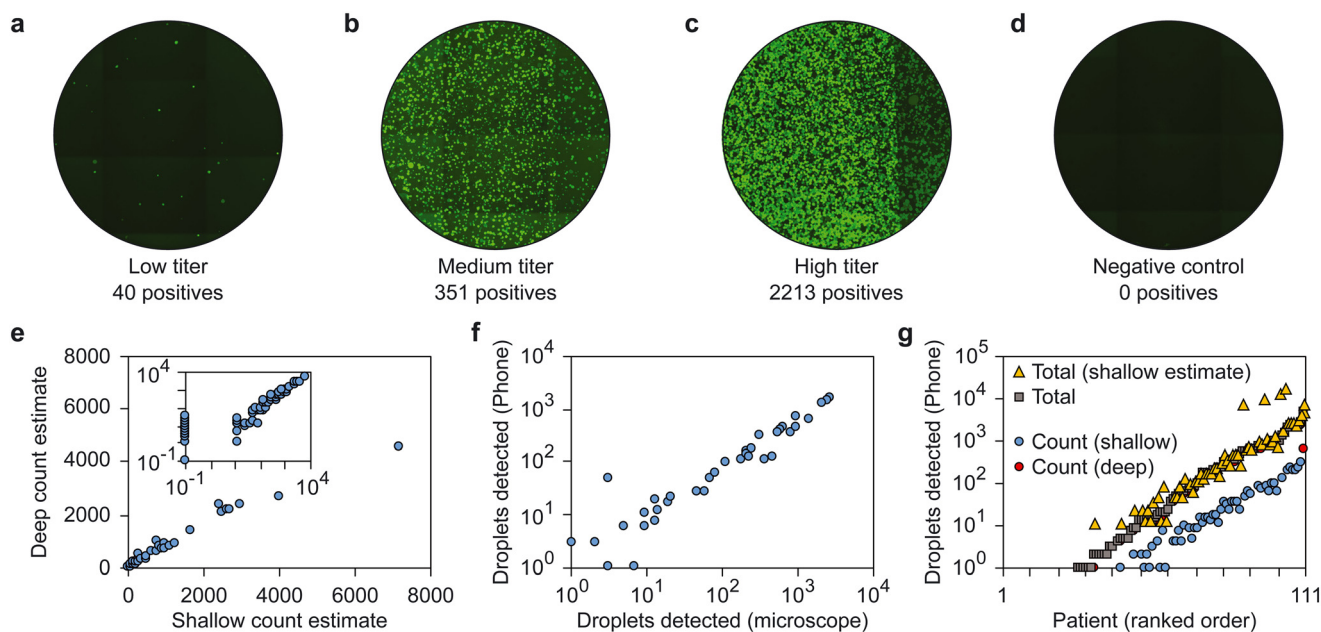 a
b
c
d
Low titer
40 positives
Medium titer
351 positives
High titer
2213 positives
Negative control
0 positives
e
Deep count estimate
8000
6000
4000
2000
0
10^4
10^-1
10^-1
10^4
0
2000
4000
6000
8000
Shallow count estimate
f
Droplets detected (Phone)
10^4
10^3
10^2
10^1
10^0
10^0
10^1
10^2
10^3
10^4
Droplets detected (microscope)
g
Droplets detected (Phone)
10^5
10^4
10^3
10^2
10^1
10^0
Total (shallow estimate)
Total
Count (shallow)
Count (deep)
1
111
Patient (ranked order)